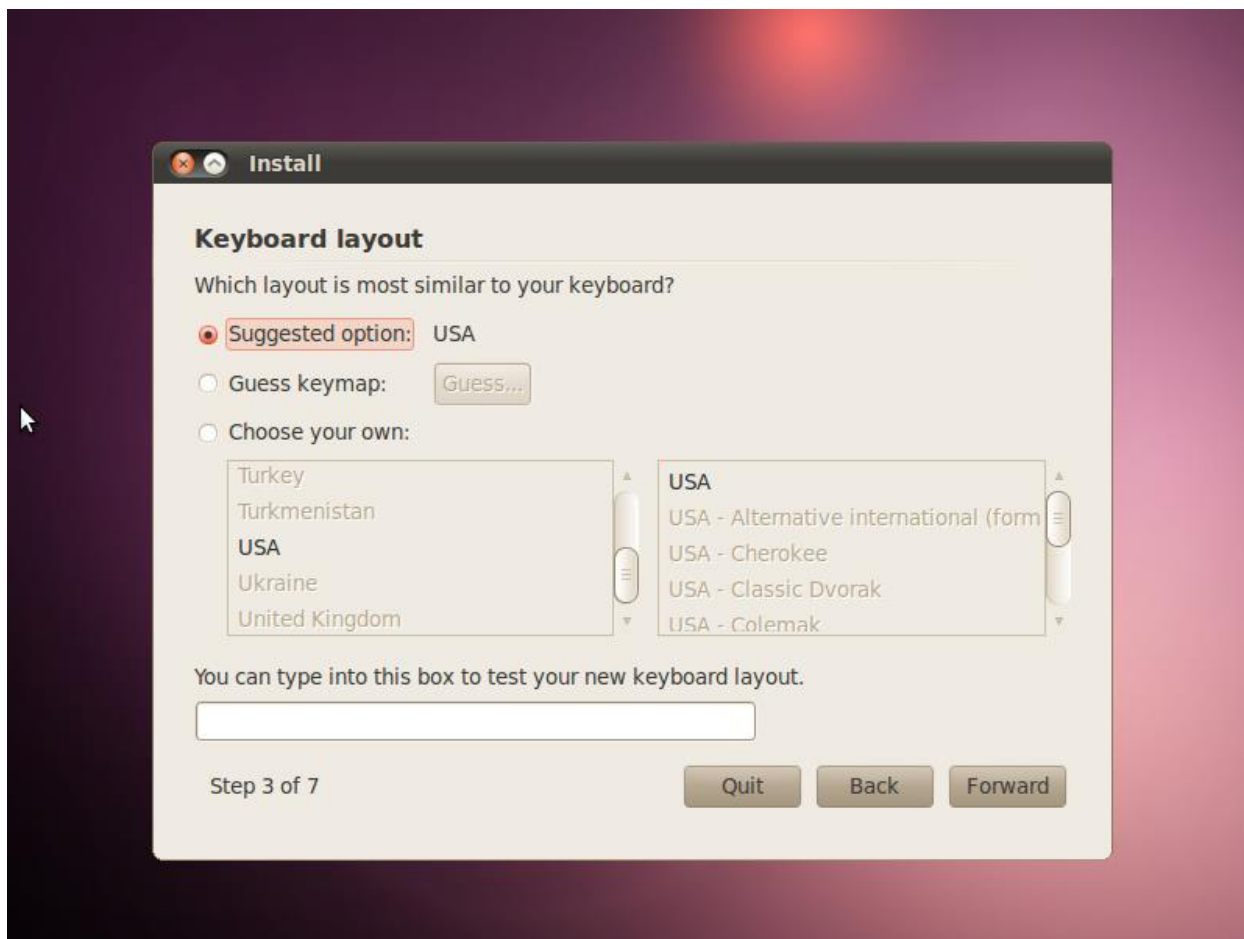 Install
Keyboard layout
Which layout is most similar to your keyboard?
Suggested option: USA
Guess keymap: Guess...
Choose your own:
Turkey
Turkmenistan
USA
Ukraine
United Kingdom
USA
USA - Alternative international (form
USA - Cherokee
USA - Classic Dvorak
USA - Colemak
You can type into this box to test your new keyboard layout.
Step 3 of 7
Quit Back Forward